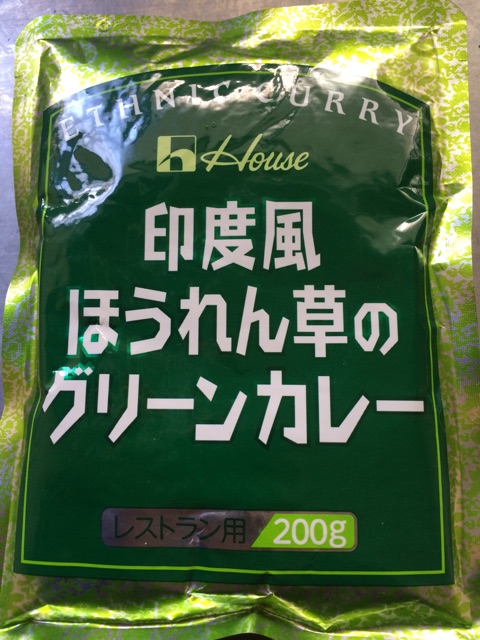 ETHNIC CURRY
House
印度風
ほうれん草の
グリーンカレー
レストラン用 200g